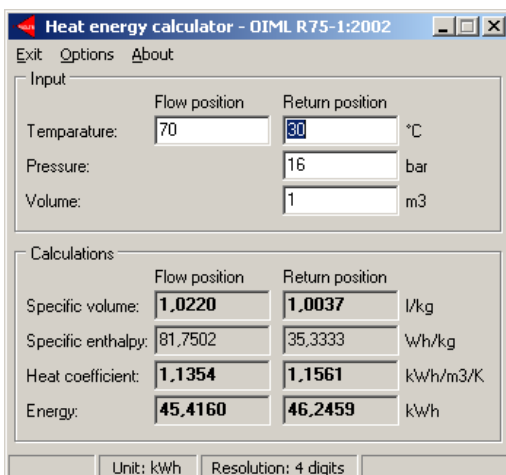 Heat energy calculator - OIML R75-1:2002
Exit Options About
Input
Flow position Return position
Temparature: 70 30 °C
Pressure: 16 bar
Volume: 1 m3
Calculations
Flow position Return position
Specific volume: 1,0220 1,0037 l/kg
Specific enthalpy: 81,7502 35,3333 Wh/kg
Heat coefficient: 1,1354 1,1561 kWh/m3/K
Energy: 45,4160 46,2459 kWh
Unit: kWh Resolution: 4 digits